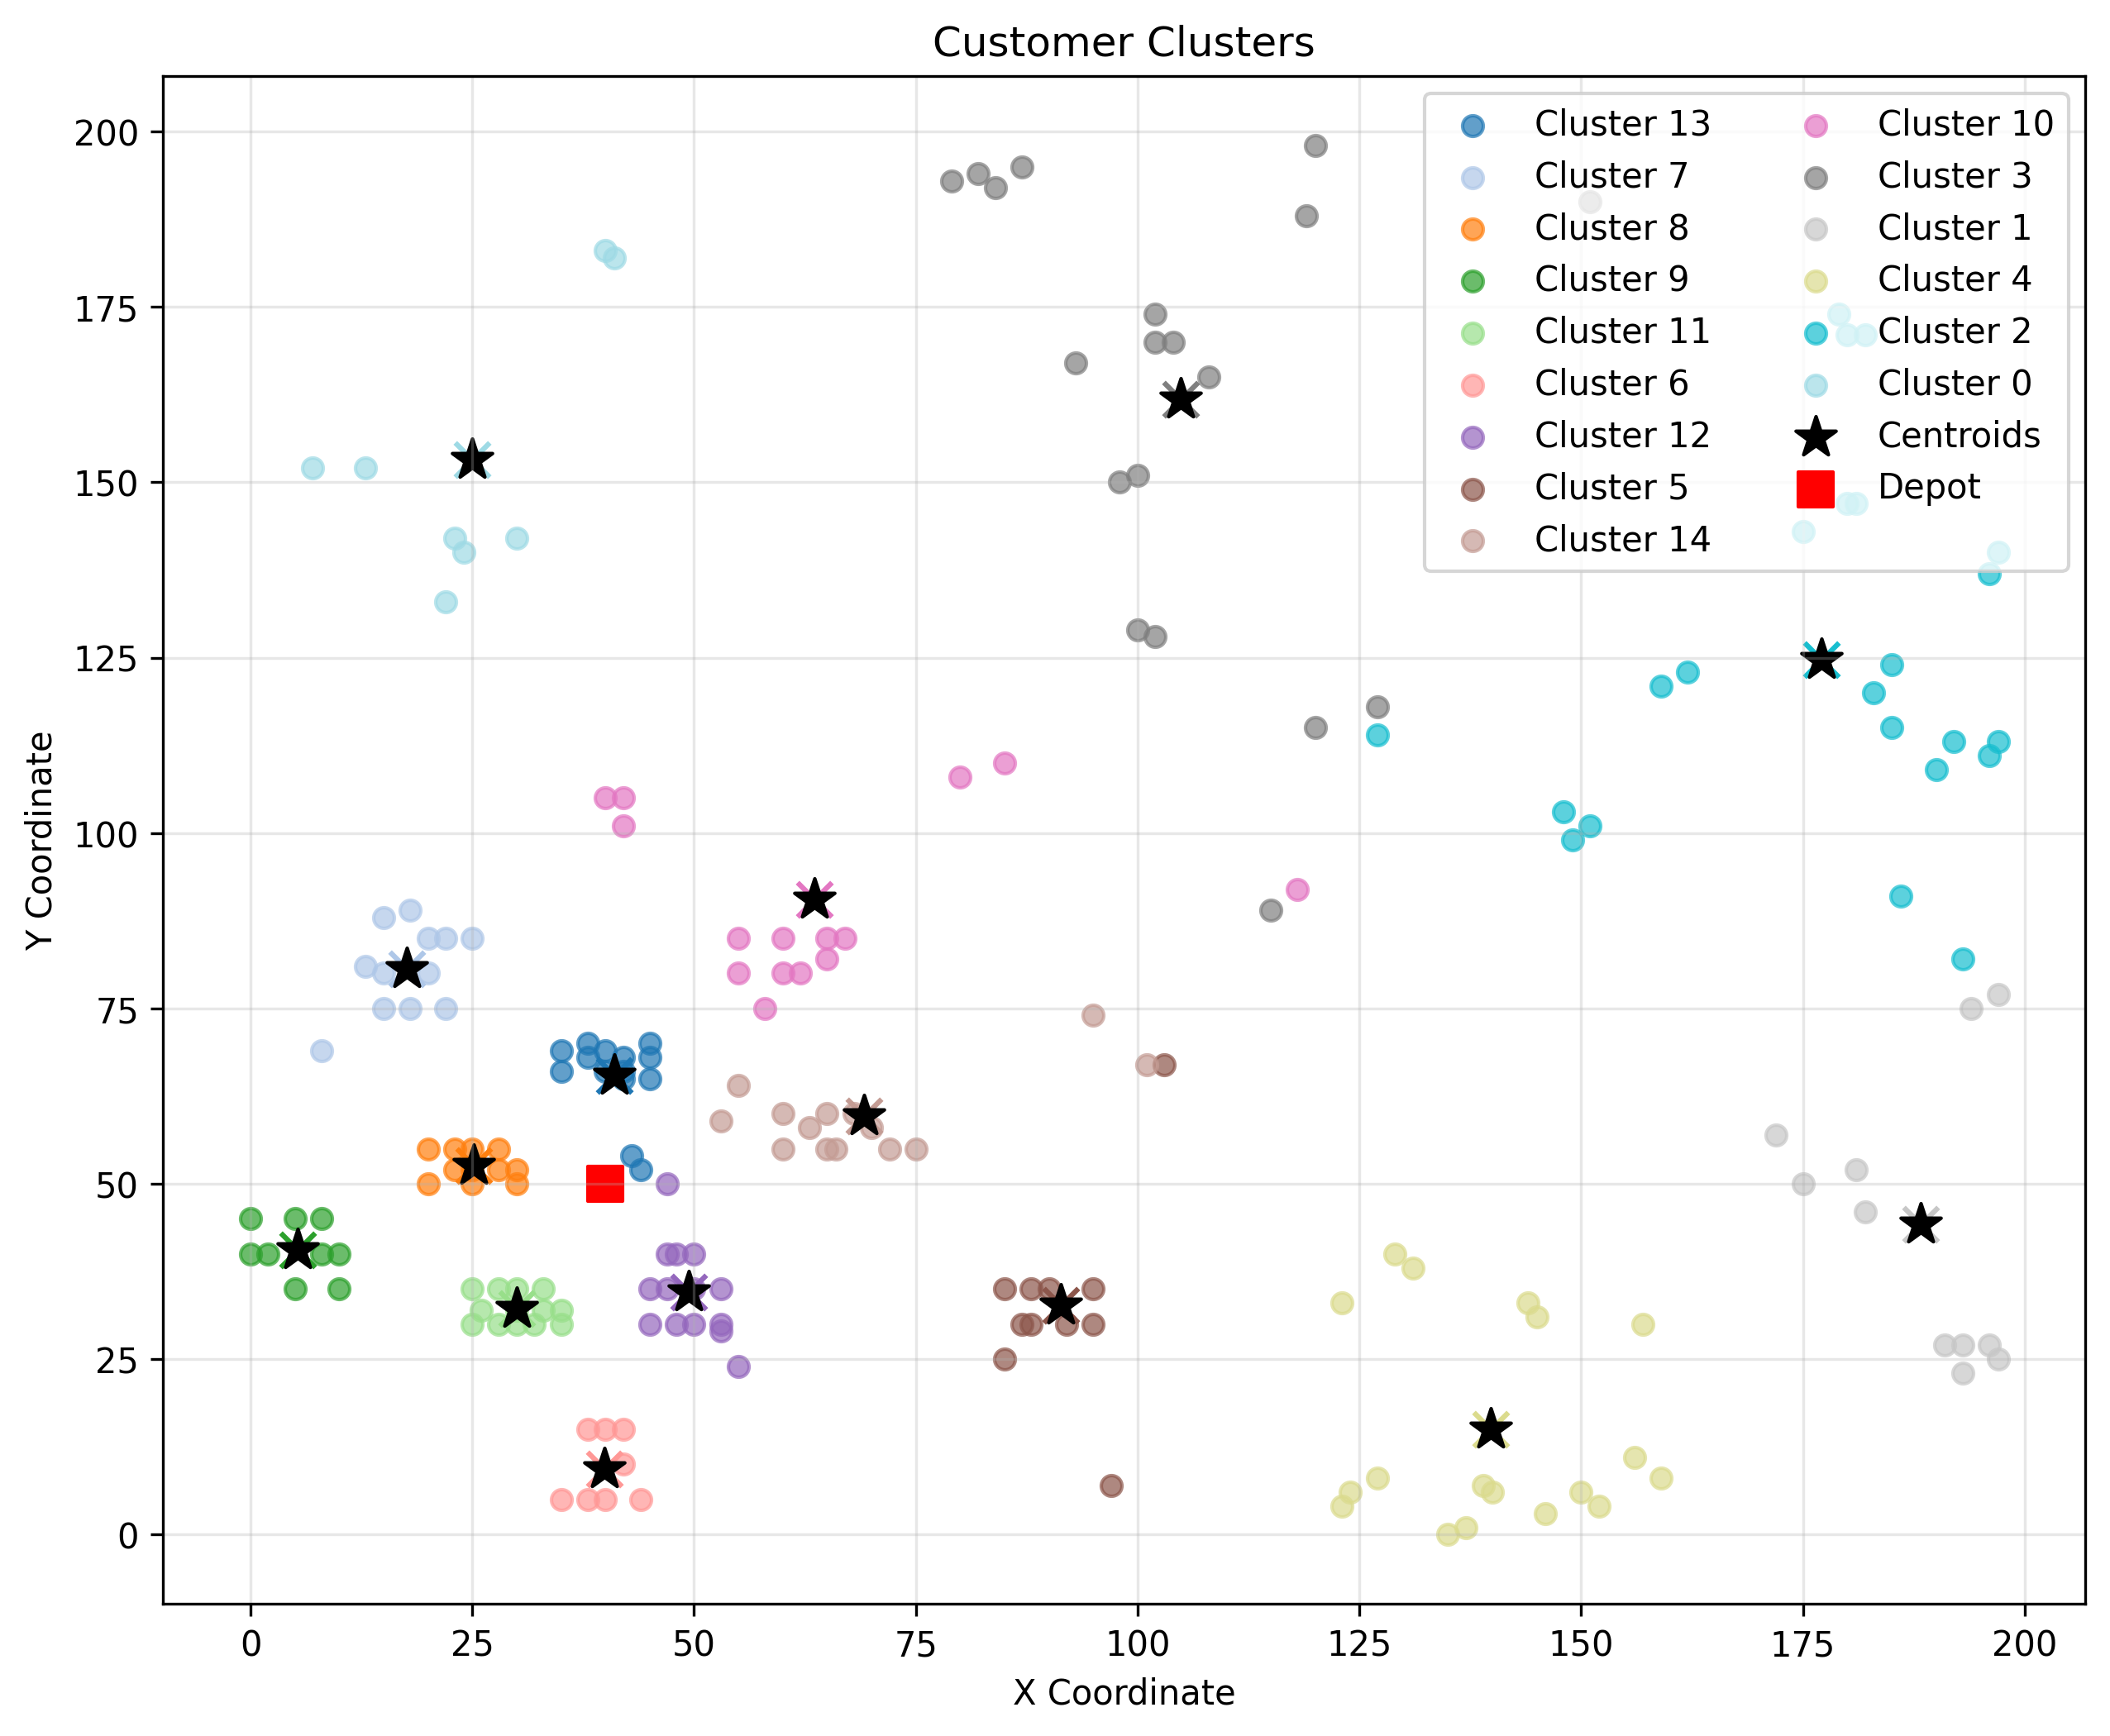 Customer Clusters
Cluster 13
Cluster 7
Cluster 8
Cluster 9
Cluster 11
Cluster 6
Cluster 12
Cluster 5
Cluster 14
Cluster 10
Cluster 3
Cluster 1
Cluster 4
Cluster 2
Cluster 0
Centroids
Depot
Y Coordinate
200
175
150
125
100
75
50
25
0
0 25 50 75 100 125 150 175 200
X Coordinate